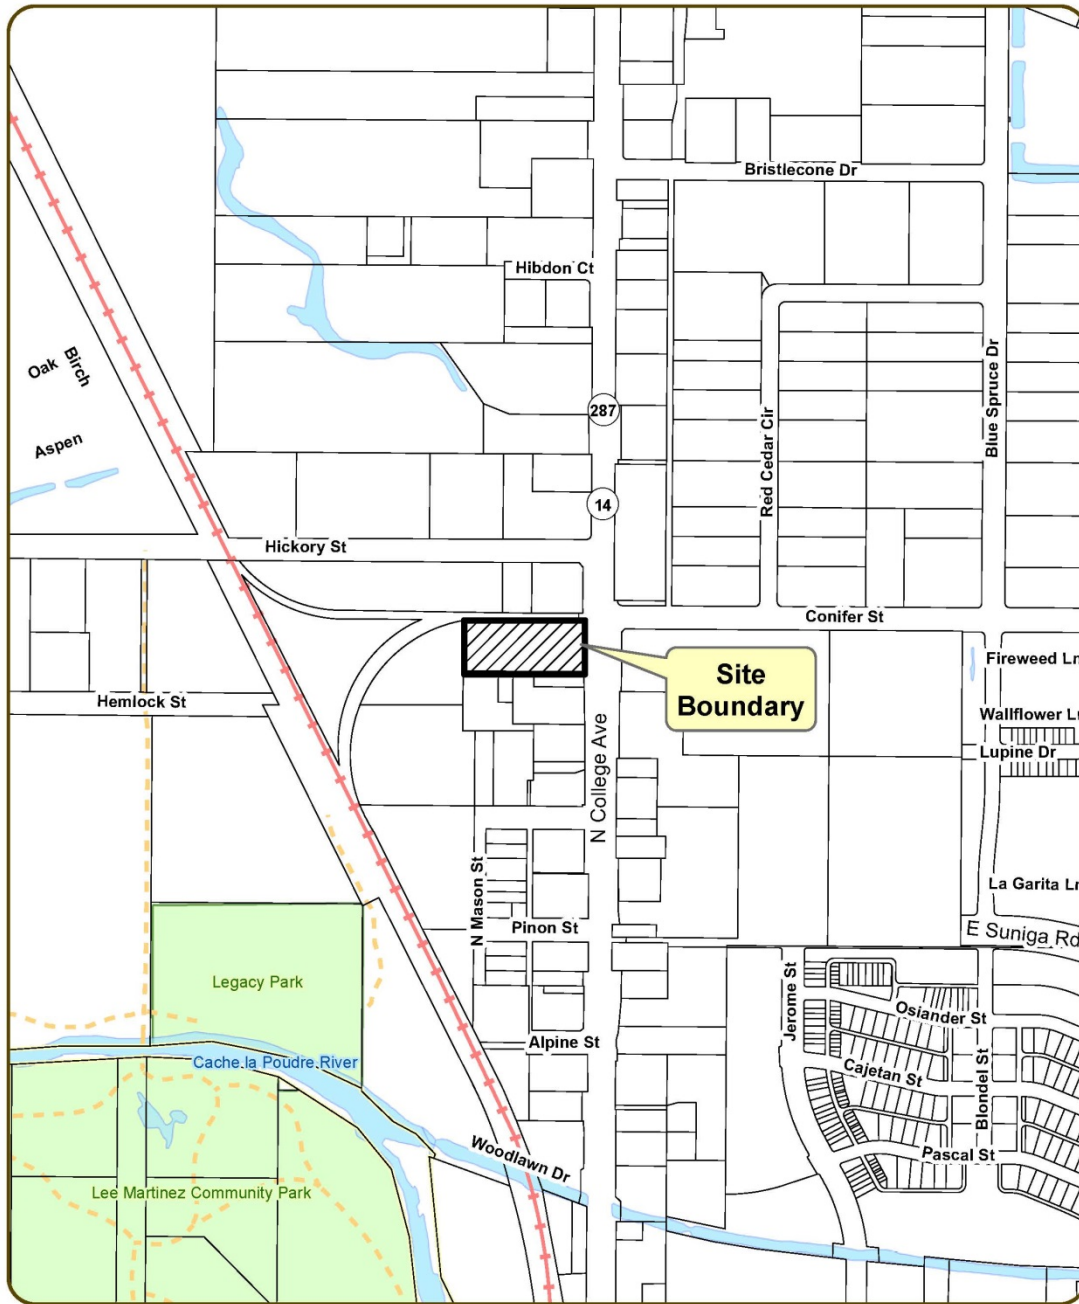 Bristlecone Dr
Hibdon Ct
Oak
Birch
Aspen
287
14
Red Cedar Cir
Blue Spruce Dr
Hickory St
Conifer St
Site
Boundary
Fireweed Ln
Hemlock St
Wallflower Ln
Lupine Dr
N College Ave
N Mason St
La Garita Ln
Pinon St
E Suniga Rd
Legacy Park
Jerome St
Osiander St
Alpine St
Cache la Poudre River
Cajetan St
Blondel St
Woodlawn Dr
Pascal St
Lee Martinez Community Park